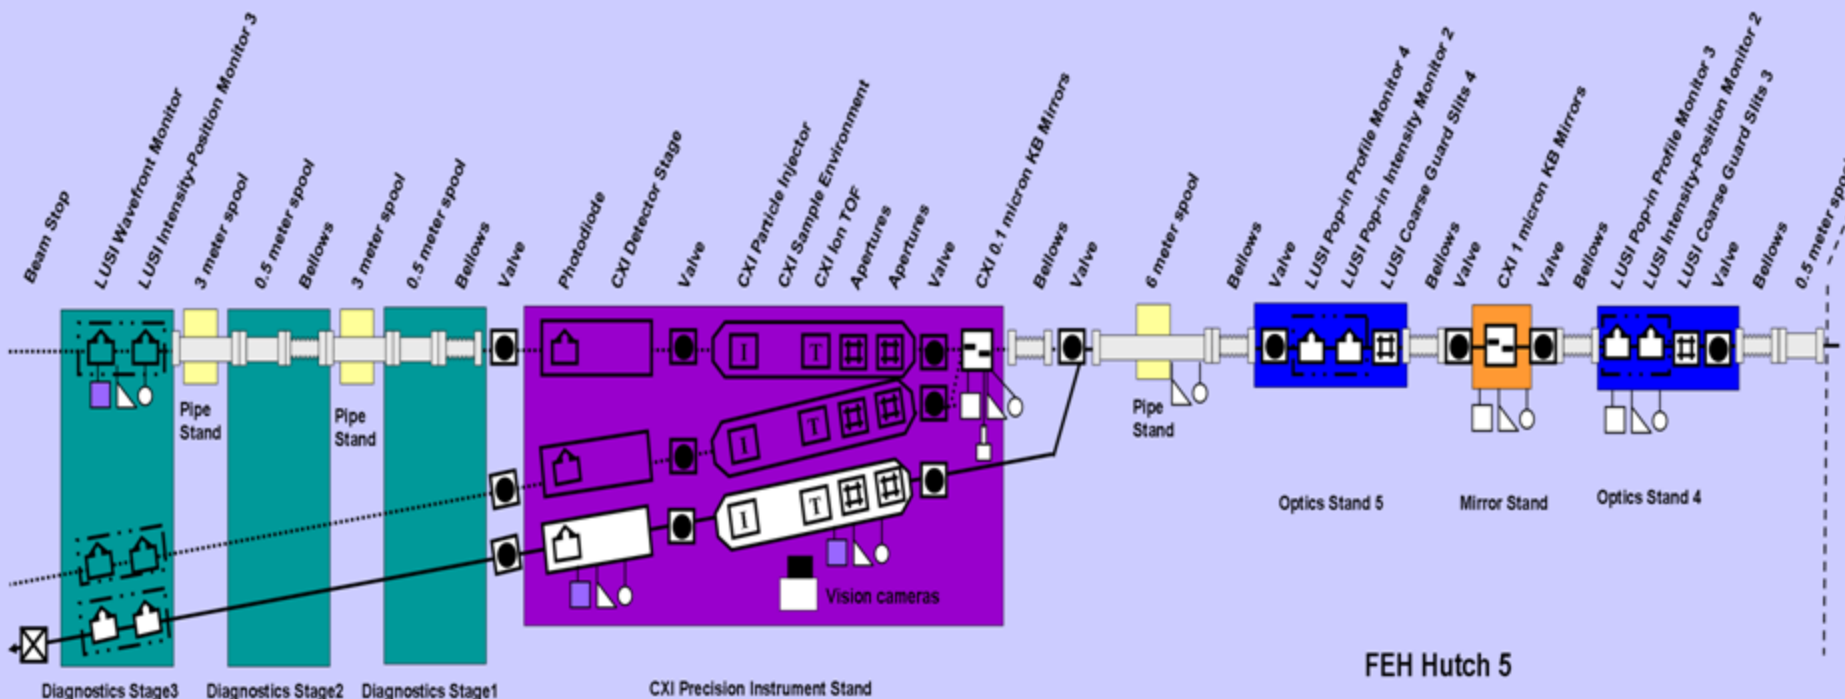 Beam Stop
LUSI Wavefront Monitor
LUSI Intensity-Position Monitor 3
3 meter spool
0.5 meter spool
Bellows
3 meter spool
0.5 meter spool
Bellows
Valve
Photodiode
CXI Detector Stage
Valve
CXI Particle Injector
CXI Sample Environment
CXI Ion TOF
Apertures
Apertures
Valve
CXI 0.1 micron KB Mirrors
Bellows
Valve
6 meter spool
Bellows
Valve
LUSI Pop-in Profile Monitor 4
LUSI Pop-in Intensity Monitor 2
LUSI Coarse Guard Slits 4
Bellows
Valve
CXI 1 micron KB Mirrors
Valve
Bellows
LUSI Pop-in Profile Monitor 3
LUSI Intensity-Position Monitor 2
LUSI Coarse Guard Slits 3
Valve
Bellows
0.5 meter
I
T
I
T
I
T
Pipe
Stand
Pipe
Stand
Pipe
Stand
Optics Stand 5
Mirror Stand
Optics Stand 4
Vision cameras
FEH Hutch 5
Diagnostics Stage3
Diagnostics Stage2
Diagnostics Stage1
CXI Precision Instrument Stand